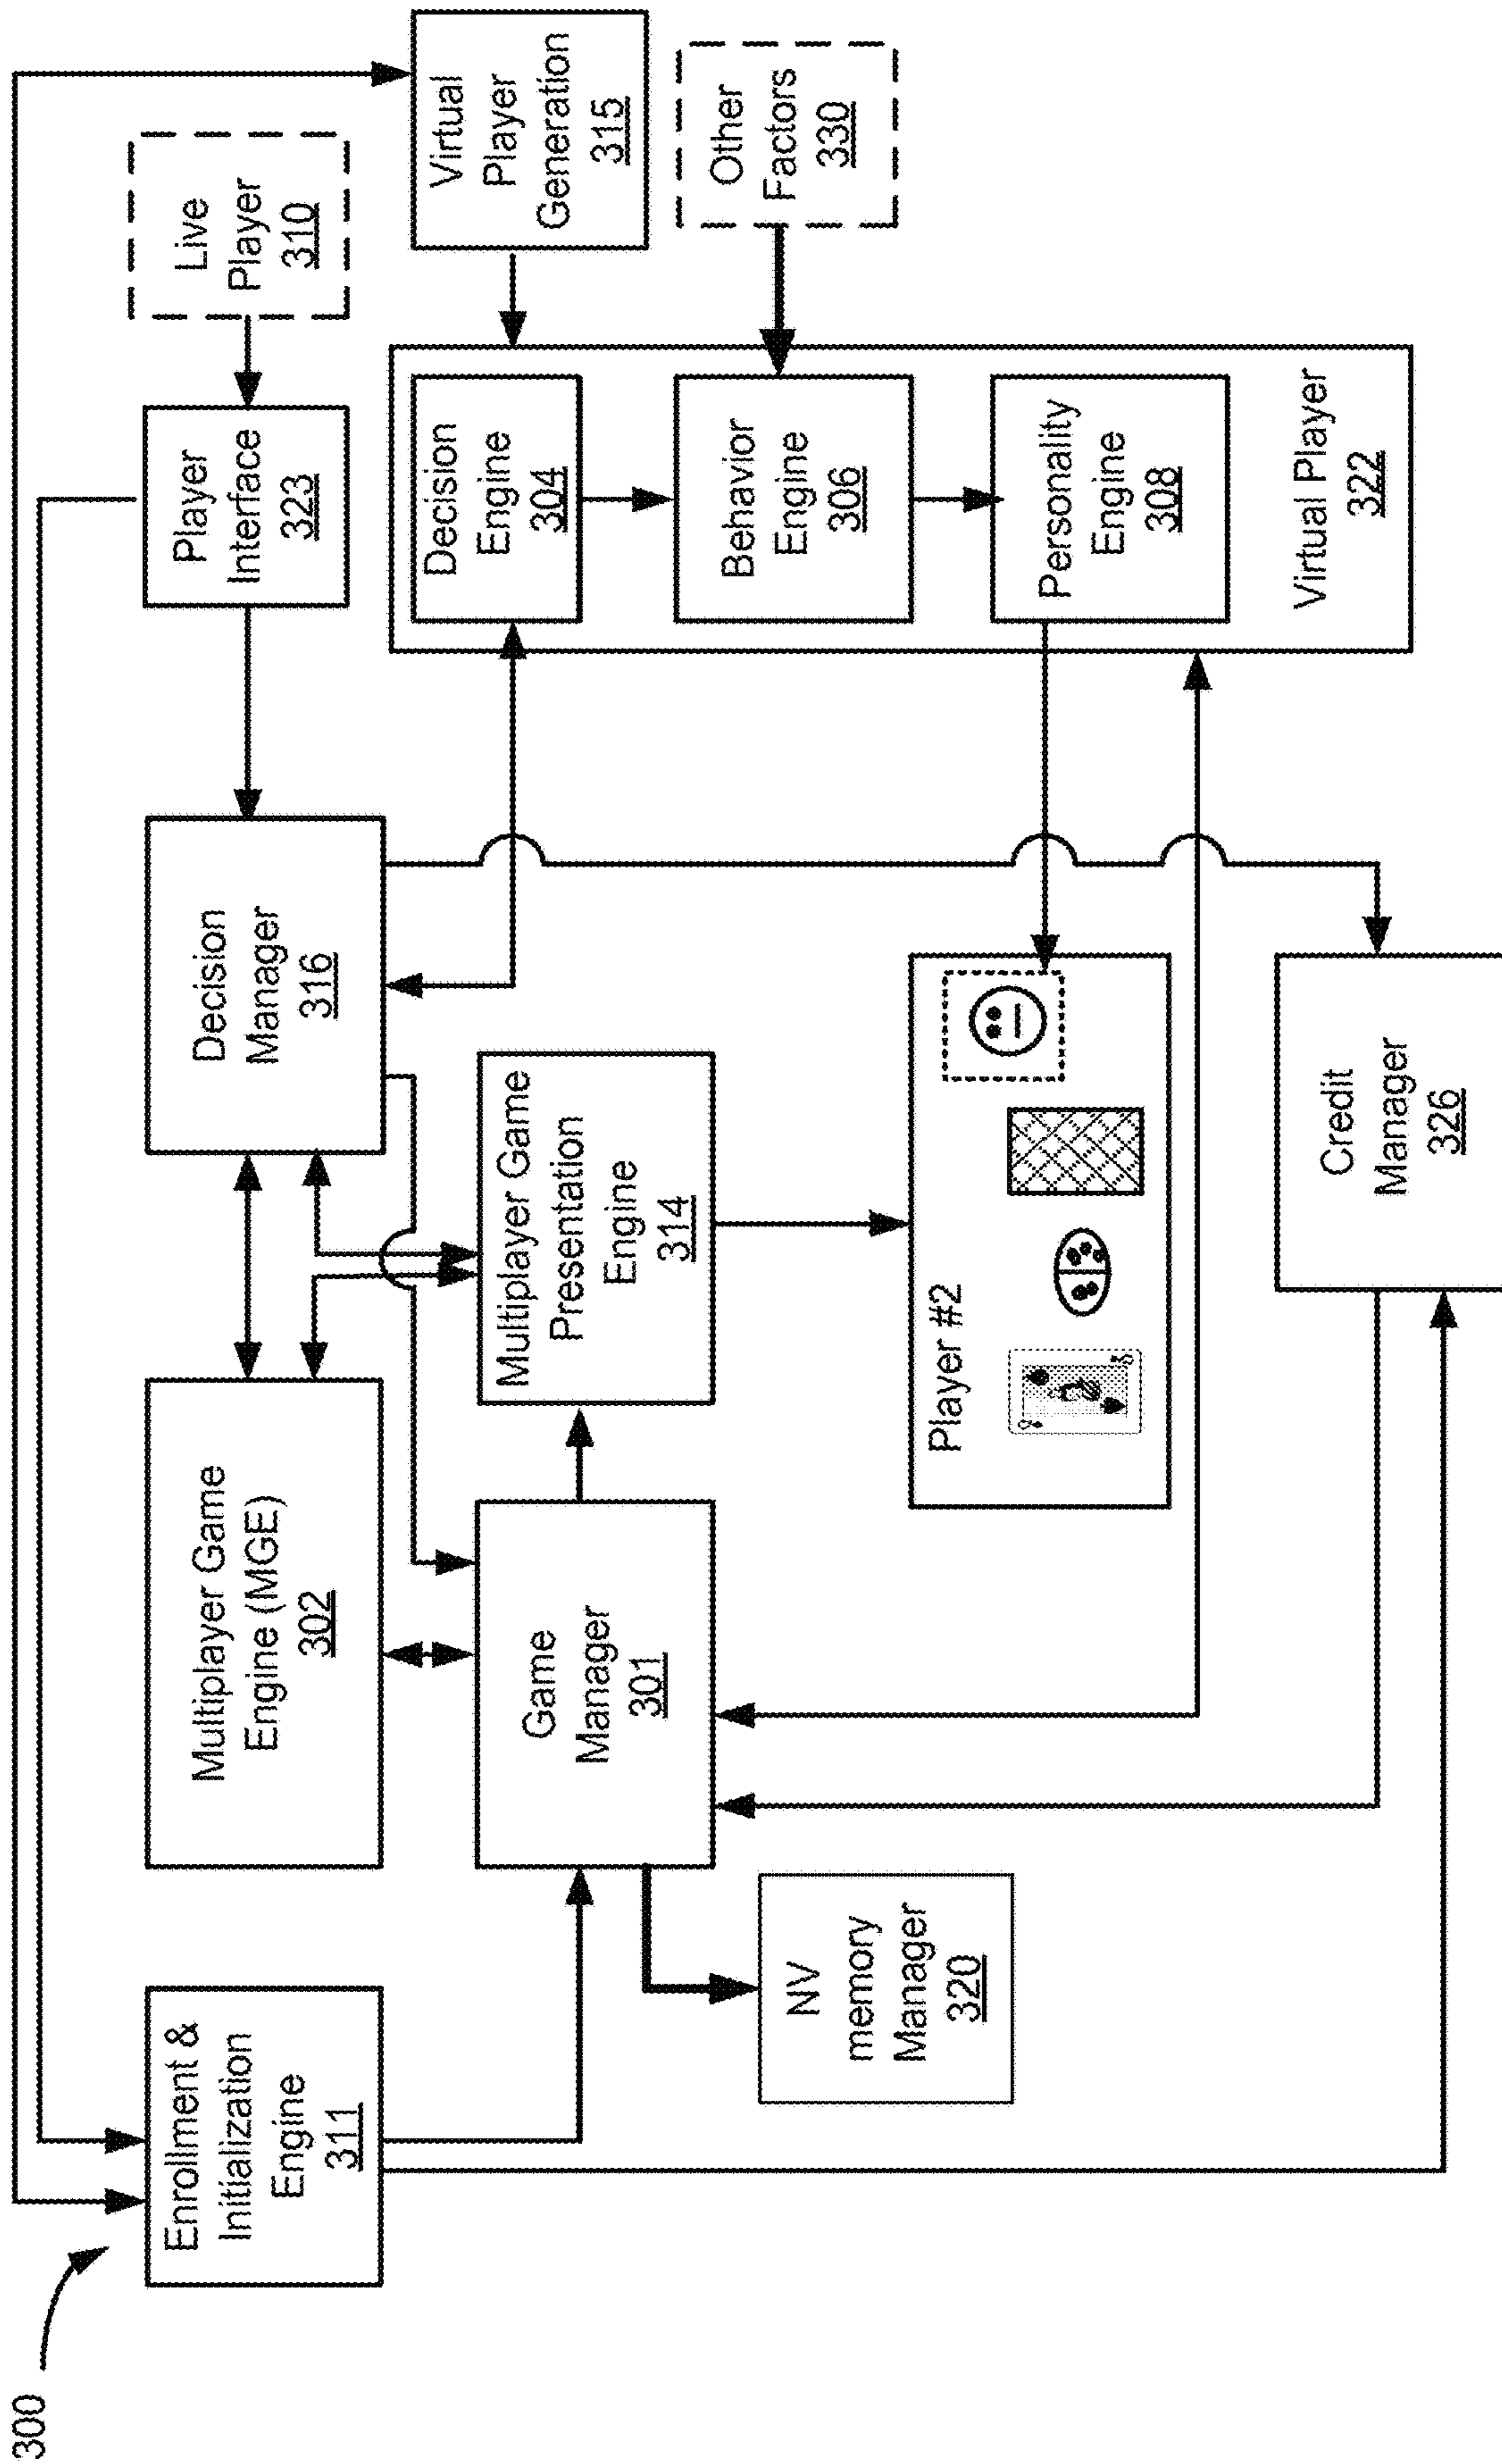 300
Enrollment &
Initialization
Engine
311
Multiplayer Game
Engine (MGE)
302
Decision
Manager
316
Player
Interface
323
Live
Player
310
Game
Manager
301
Multiplayer Game
Presentation
Engine
314
Decision
Engine
304
Virtual
Player
Generation
315
NV
memory
Manager
320
Behavior
Engine
306
Other
Factors
330
Player #2
Personality
Engine
308
Credit
Manager
326
Virtual Player
322